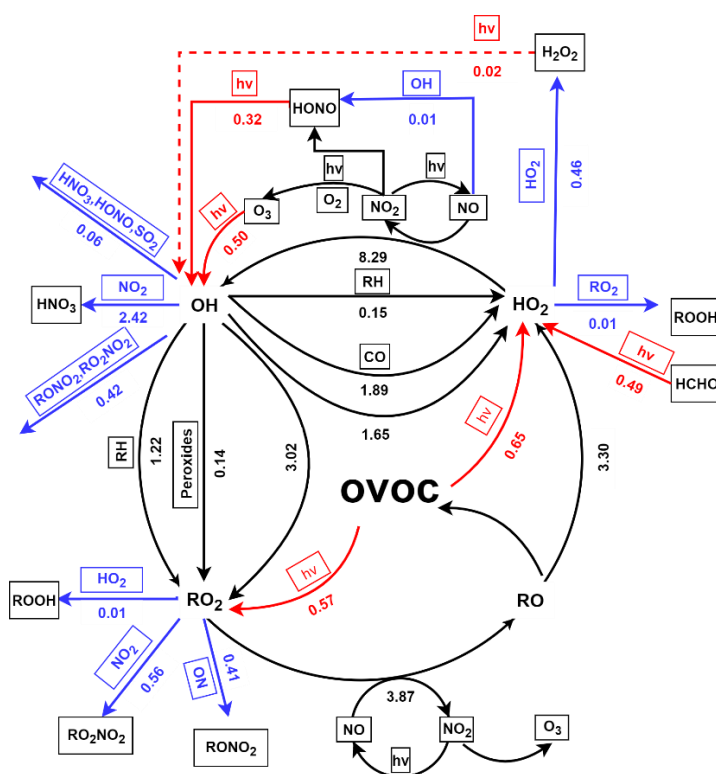 hv
H₂O₂
0.02
hv
OH
HONO
0.32
0.01
HO₂
0.46
hv
hv
O₂
NO₂
NO
O₃
hv
0.50
HNO₃,HONO,SO₂
0.06
8.29
RH
NO₂
RO₂
HNO₃
OH
HO₂
2.42
0.15
0.01
ROOH
RONO₂,RO₂NO₂
0.42
CO
1.89
hv
0.49
HCHO
1.65
RH
1.22
Peroxides
0.14
3.02
hv
0.65
3.30
OVOC
HO₂
hv
ROOH
RO₂
0.57
RO
0.01
NO₂
0.56
NO
0.41
3.87
RO₂NO₂
RONO₂
NO
NO₂
O₃
hv